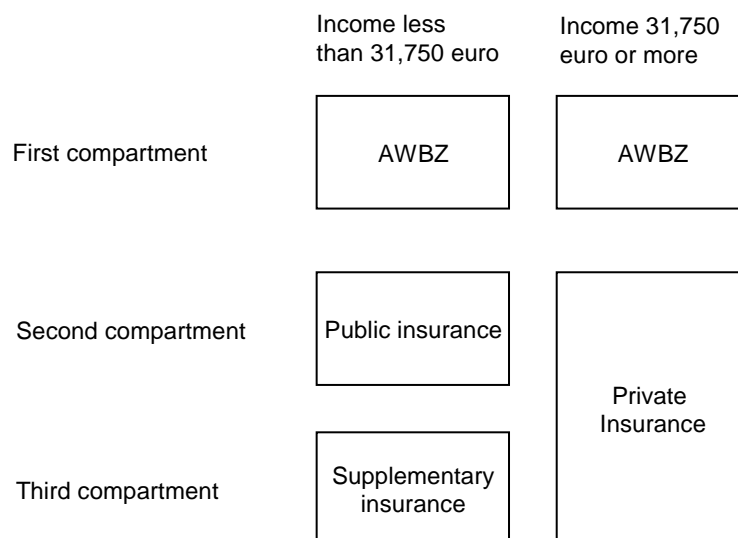 Income less
than 31,750 euro
Income 31,750
euro or more
First compartment
AWBZ
AWBZ
Second compartment
Public insurance
Private
Insurance
Third compartment
Supplementary
insurance